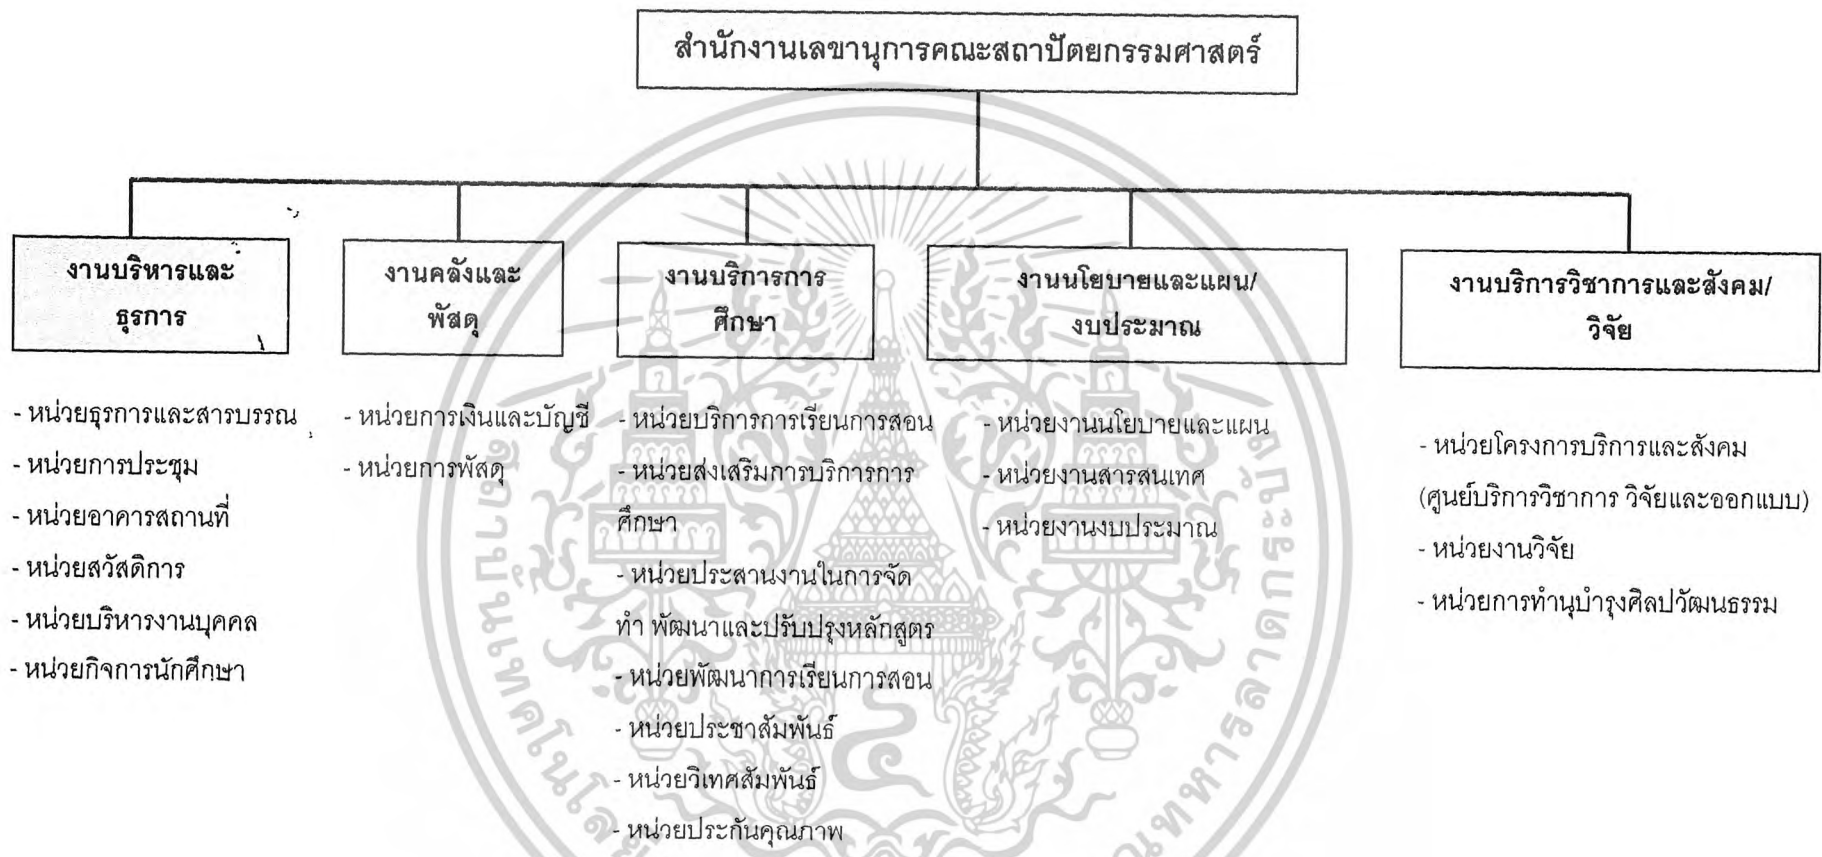 สำนักงานเลขานุการคณะสถาปัตยกรรมศาสตร์
งานบริหารและ
ธุรการ
- หน่วยธุรการและสารบรรณ
- หน่วยการประชุม
- หน่วยอาคารสถานที่
- หน่วยสวัสดิการ
- หน่วยบริหารงานบุคคล
- หน่วยกิจการนักศึกษา
งานคลังและ
พัสดุ
- หน่วยการเงินและบัญชี
- หน่วยการพัสดุ
งานบริการการ
ศึกษา
- หน่วยบริการการเรียนการสอน
- หน่วยส่งเสริมการบริการการ
ศึกษา
- หน่วยประสานงานในการจัด
ทำ พัฒนาและปรับปรุงหลักสูตร
- หน่วยพัฒนาการเรียนการสอน
- หน่วยประชาสัมพันธ์
- หน่วยวิเทศสัมพันธ์
- หน่วยประกันคุณภาพ
งานนโยบายและแผน/
งบประมาณ
- หน่วยงานนโยบายและแผน
- หน่วยงานสารสนเทศ
- หน่วยงานงบประมาณ
งานบริการวิชาการและสังคม/
วิจัย
- หน่วยโครงการบริการและสังคม
(ศูนย์บริการวิชาการ วิจัยและออกแบบ)
- หน่วยงานวิจัย
- หน่วยการทำนุบำรุงศิลปวัฒนธรรม